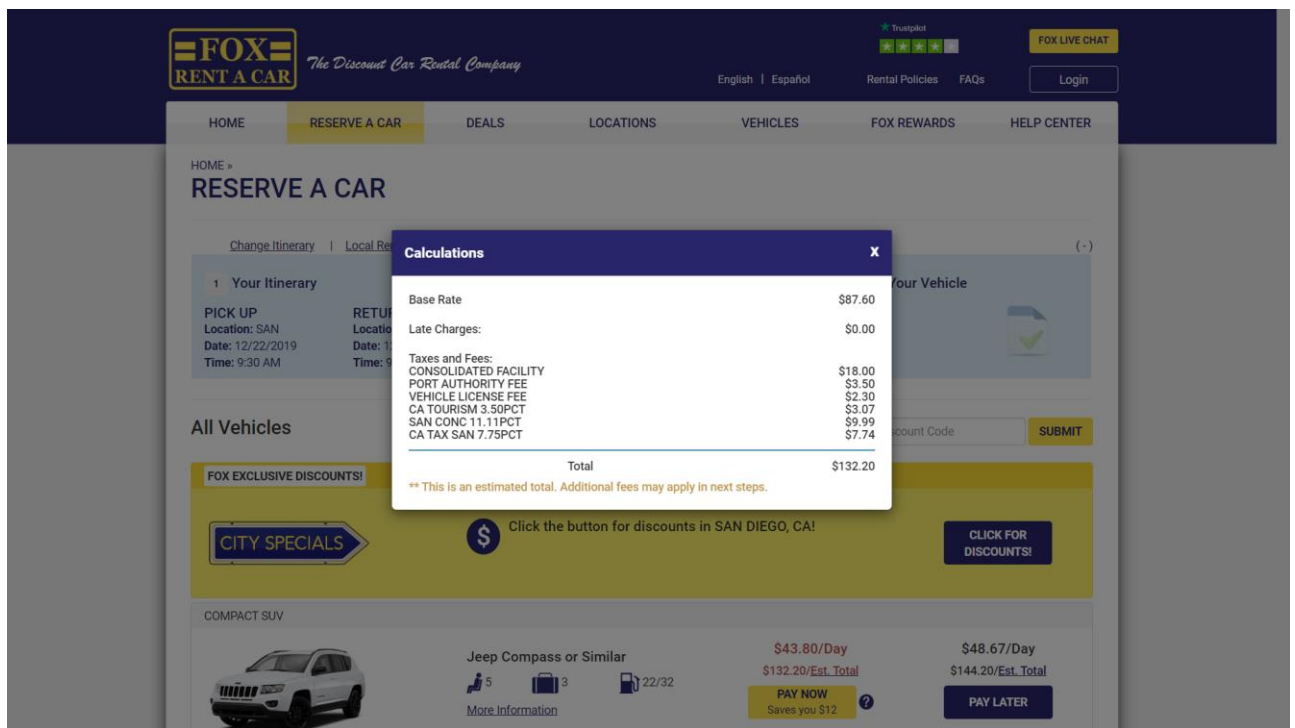 FOX
RENT A CAR
The Discount Car Rental Company
Trustpilot
FOX LIVE CHAT
English | Español
Rental Policies FAQs
Login
HOME RESERVE A CAR DEALS LOCATIONS VEHICLES FOX REWARDS HELP CENTER
HOME »
RESERVE A CAR
Change Itinerary | Local Re
(-)
1 Your Itinerary
PICK UP
Location: SAN
Date: 12/22/2019
Time: 9:30 AM
Your Vehicle
Calculations X
Base Rate $87.60
Late Charges: $0.00
Taxes and Fees:
CONSOLIDATED FACILITY $18.00
PORT AUTHORITY FEE $3.50
VEHICLE LICENSE FEE $2.30
CA TOURISM 3.50PCT $3.07
SAN CONC 11.11PCT $9.99
CA TAX SAN 7.75PCT $7.74
Total $132.20
** This is an estimated total. Additional fees may apply in next steps.
All Vehicles
SUBMIT
FOX EXCLUSIVE DISCOUNTS!
CITY SPECIALS
$ Click the button for discounts in SAN DIEGO, CA!
CLICK FOR
DISCOUNTS!
COMPACT SUV
Jeep Compass or Similar
5 3 22/32
More Information
$43.80/Day
$132.20/Est. Total
PAY NOW
Saves you $12
?
$48.67/Day
$144.20/Est. Total
PAY LATER